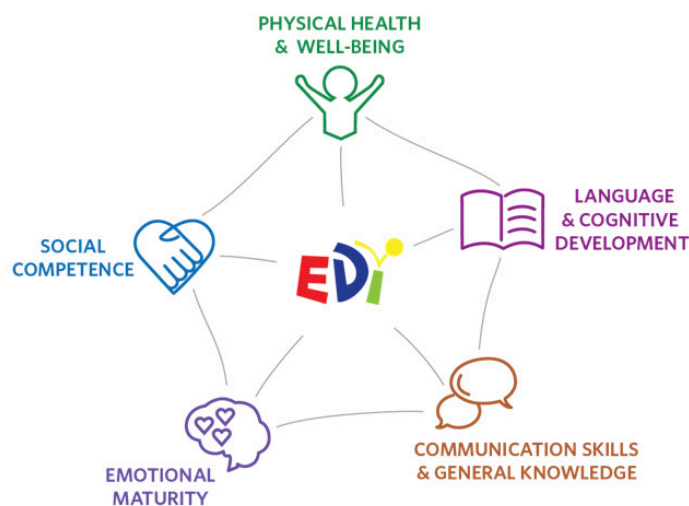 PHYSICAL HEALTH
& WELL-BEING
LANGUAGE
& COGNITIVE
DEVELOPMENT
SOCIAL
COMPETENCE
EDi
COMMUNICATION SKILLS
& GENERAL KNOWLEDGE
EMOTIONAL
MATURITY